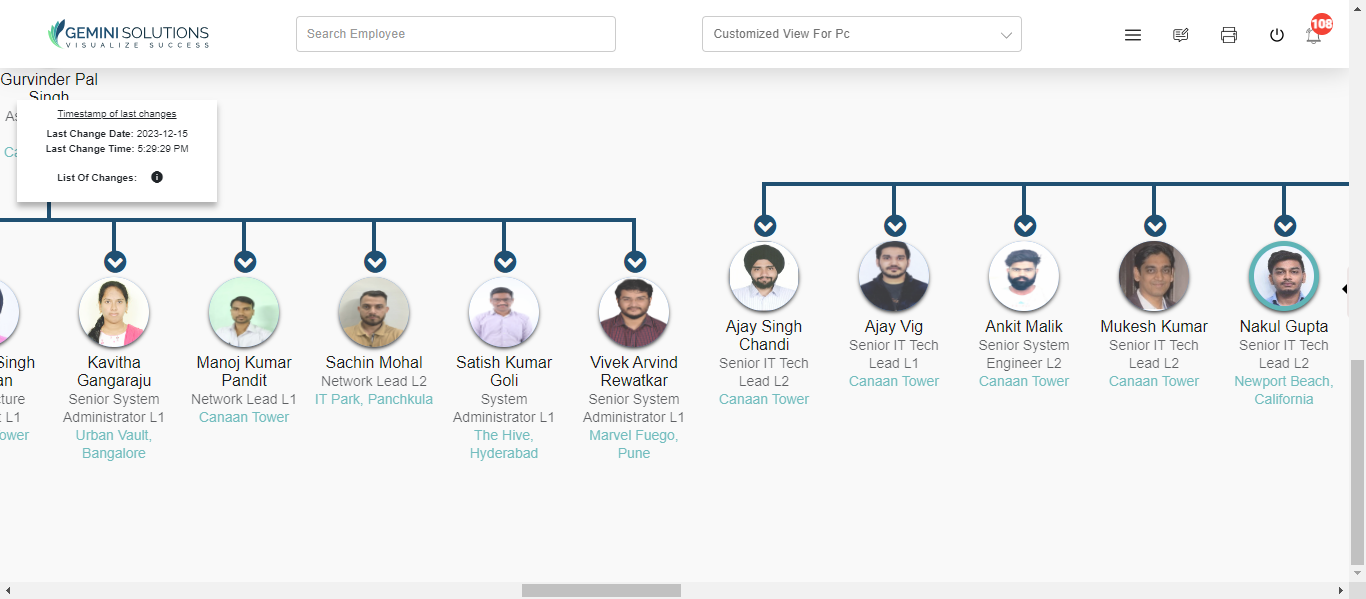 GEMINI SOLUTIONS
VISUALIZE SUCCESS
Search Employee
Customized View For Pc
108
Gurvinder Pal
Singh
As
Ca
Timestamp of last changes
Last Change Date: 2023-12-15
Last Change Time: 5:29:29 PM
List Of Changes:
Singh
an
cture
t L1
ower
Kavitha
Gangaraju
Senior System
Administrator L1
Urban Vault,
Bangalore
Manoj Kumar
Pandit
Network Lead L1
Canaan Tower
Sachin Mohal
Network Lead L2
IT Park, Panchkula
Satish Kumar
Goli
System
Administrator L1
The Hive,
Hyderabad
Vivek Arvind
Rewatkar
Senior System
Administrator L1
Marvel Fuego,
Pune
Ajay Singh
Chandi
Senior IT Tech
Lead L2
Canaan Tower
Ajay Vig
Senior IT Tech
Lead L1
Canaan Tower
Ankit Malik
Senior System
Engineer L2
Canaan Tower
Mukesh Kumar
Senior IT Tech
Lead L2
Canaan Tower
Nakul Gupta
Senior IT Tech
Lead L2
Newport Beach,
California